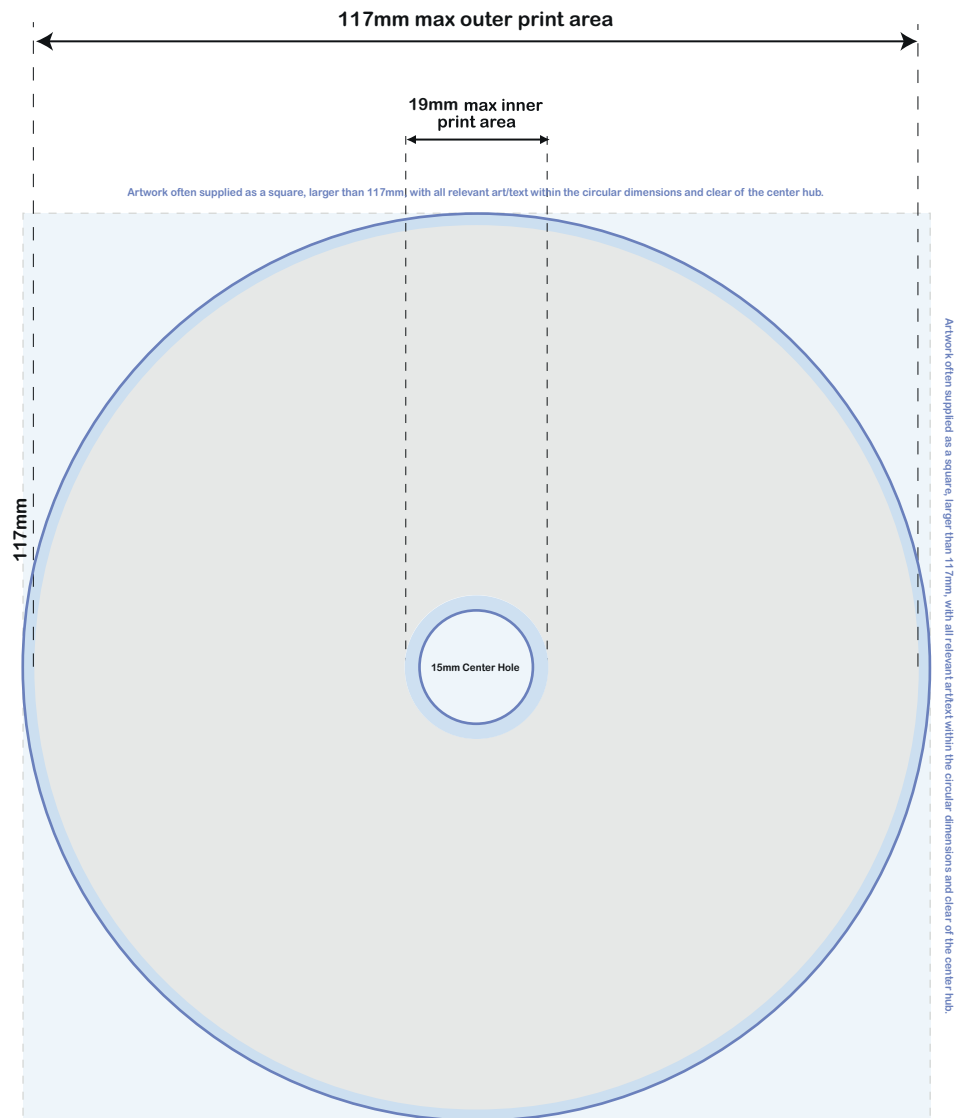 117mm max outer print area
19mm max inner
print area
Artwork often supplied as a square, larger than 117mm, with all relevant art/text within the circular dimensions and clear of the center hub.
117mm
15mm Center Hole
Artwork often supplied as a square, larger than 117mm, with all relevant art/text within the circular dimensions and clear of the center hub.